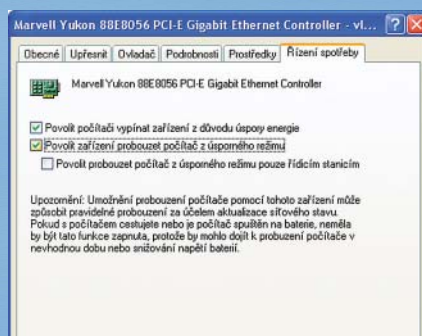 Marvell Yukon 88E8056 PCI-E Gigabit Ethernet Controller - vl...
Obecné Upřesnit Ovladač Podrobnosti Prostředky Řízení spotřeby
Marvell Yukon 88E8056 PCI-E Gigabit Ethernet Controller
Povolit počítači vypínat zařízení z důvodu úspory energie
Povolit zařízení probouzet počítač z úsporného režimu
Povolit probouzet počítač z úsporného režimu pouze řídicím stanicím
Upozornění: Umožnění probouzení počítače pomocí tohoto zařízení může
způsobit pravidelné probouzení za účelem aktualizace síťového stavu.
Pokud s počítačem cestujete nebo je počítač spuštěn na baterie, neměla
by být tato funkce zapnuta, protože by mohlo dojít k probuzení počítače v
nevhodnou dobu nebo snižování napětí baterií.